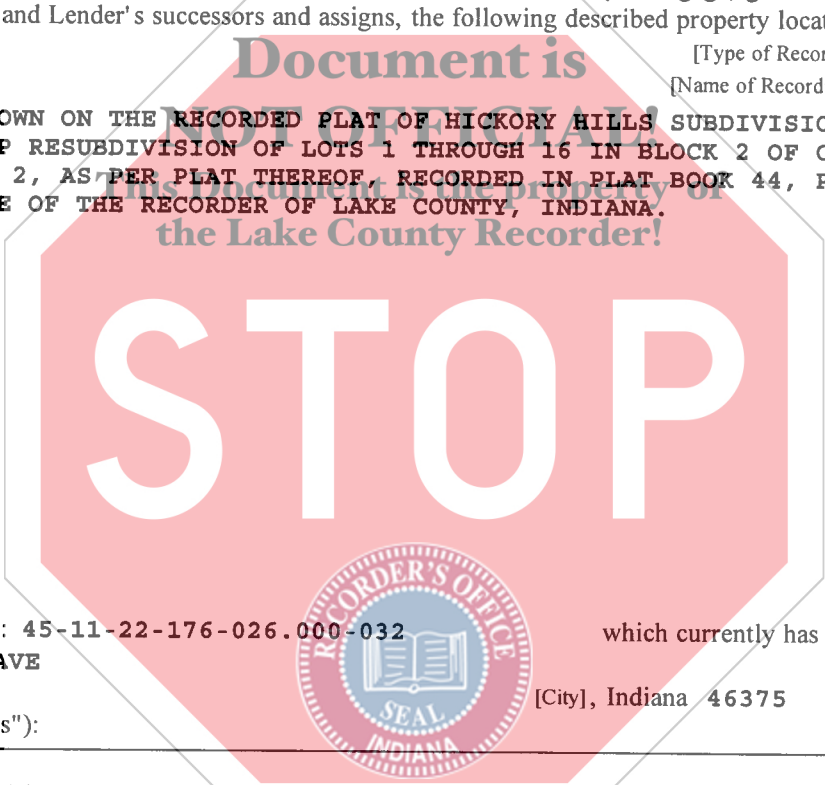 and Lender's successors and assigns, the following described property locat
Document is
[Type of Recor
[Name of Record
NOT OFFICIAL!
OWN ON THE RECORDED PLAT OF HICKORY HILLS SUBDIVISIO
P RESUBDIVISION OF LOTS 1 THROUGH 16 IN BLOCK 2 OF
2, AS PER PLAT THEREOF, RECORDED IN PLAT BOOK 44,
This Document is the property of
E OF THE RECORDER OF LAKE COUNTY, INDIANA.
the Lake County Recorder!
STOP
RECORDER'S OFFICE
: 45-11-22-176-026.000-032 which currently has
AVE
SEAL
[City], Indiana 46375
s"):
INDIANA